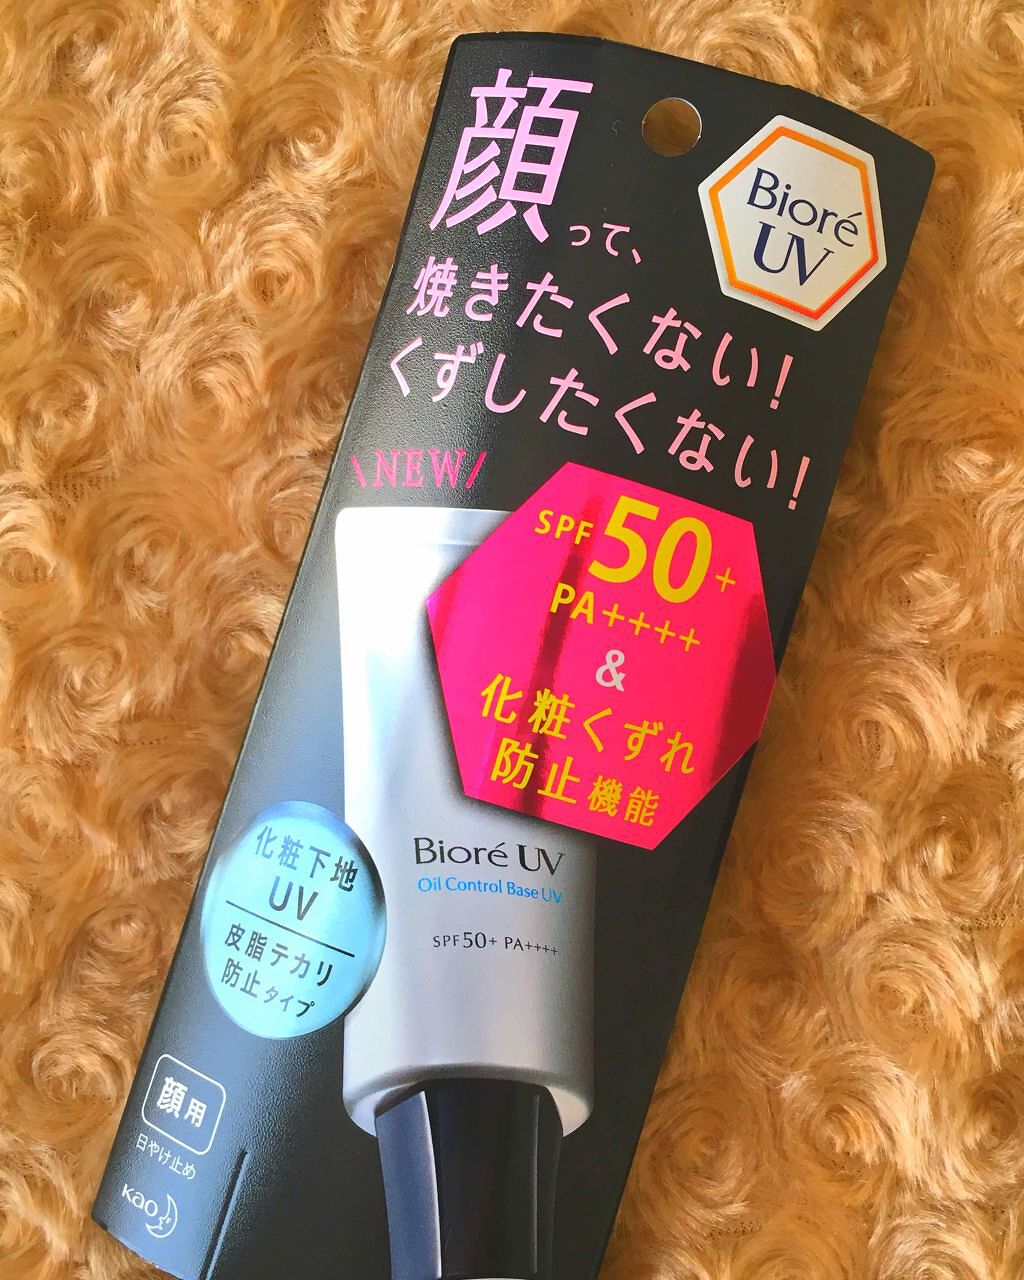 顔って、
焼きたくない!
くずしたくない!
Bioré
UV
\NEW/
SPF50+
PA++++
&
化粧くずれ
防止機能
Bioré UV
Oil Control Base UV
SPF50+ PA++++
化粧下地
UV
皮脂テカリ
防止タイプ
顔用
日やけ止め
Kao